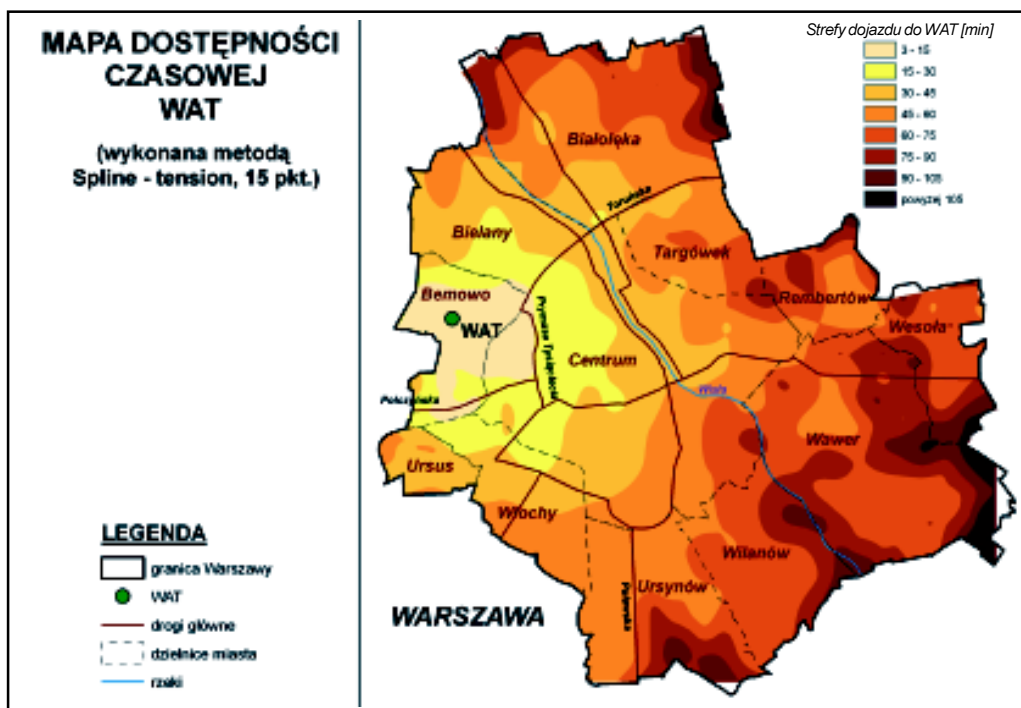 MAPA DOSTĘPNOŚCI
CZASOWEJ
WAT
(wykonana metodą
Spline - tension, 15 pkt.)
Strefy dojazdu do WAT [min]
3 - 15
15 - 30
30 - 45
45 - 60
60 - 75
75 - 90
90 - 105
powyżej 105
Białołęka
Toruńska
Bielany
Targówek
Bemowo
Rembertów
WAT
Wesoła
Prymasa Tysiąclecia
Centrum
Połczyńska
Wisła
Wawer
Ursus
Włochy
Wilanów
Ursynów
Puławska
WARSZAWA
LEGENDA
granica Warszawy
WAT
drogi główne
dzielnice miasta
rzeki